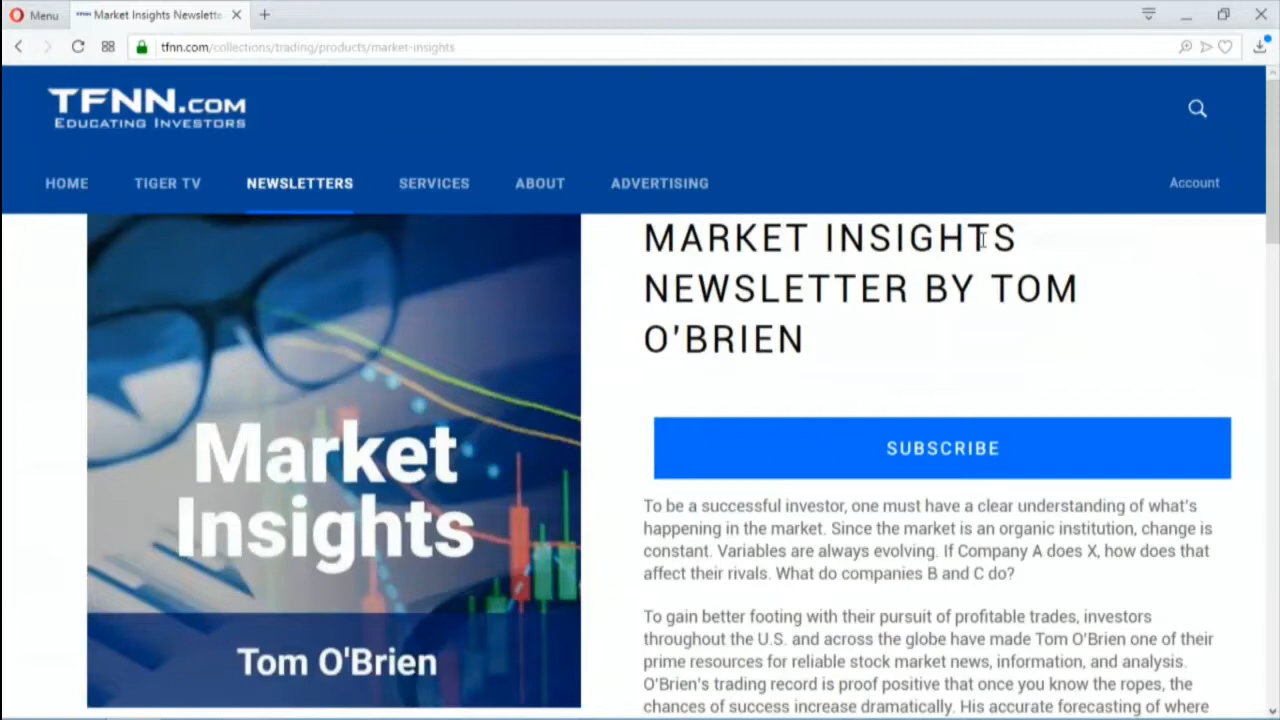 Menu
Market Insights Newslette
tfnn.com/collections/trading/products/market-insights
TFNN.COM
EDUCATING INVESTORS
HOME
TIGER TV
NEWSLETTERS
SERVICES
ABOUT
ADVERTISING
Account
Market
Insights
Tom O'Brien
MARKET INSIGHTS
NEWSLETTER BY TOM
O'BRIEN
SUBSCRIBE
To be a successful investor, one must have a clear understanding of what's
happening in the market. Since the market is an organic institution, change is
constant. Variables are always evolving. If Company A does X, how does that
affect their rivals. What do companies B and C do?
To gain better footing with their pursuit of profitable trades, investors
throughout the U.S. and across the globe have made Tom O'Brien one of their
prime resources for reliable stock market news, information, and analysis.
O'Brien's trading record is proof positive that once you know the ropes, the
chances of success increase dramatically. His accurate forecasting of where